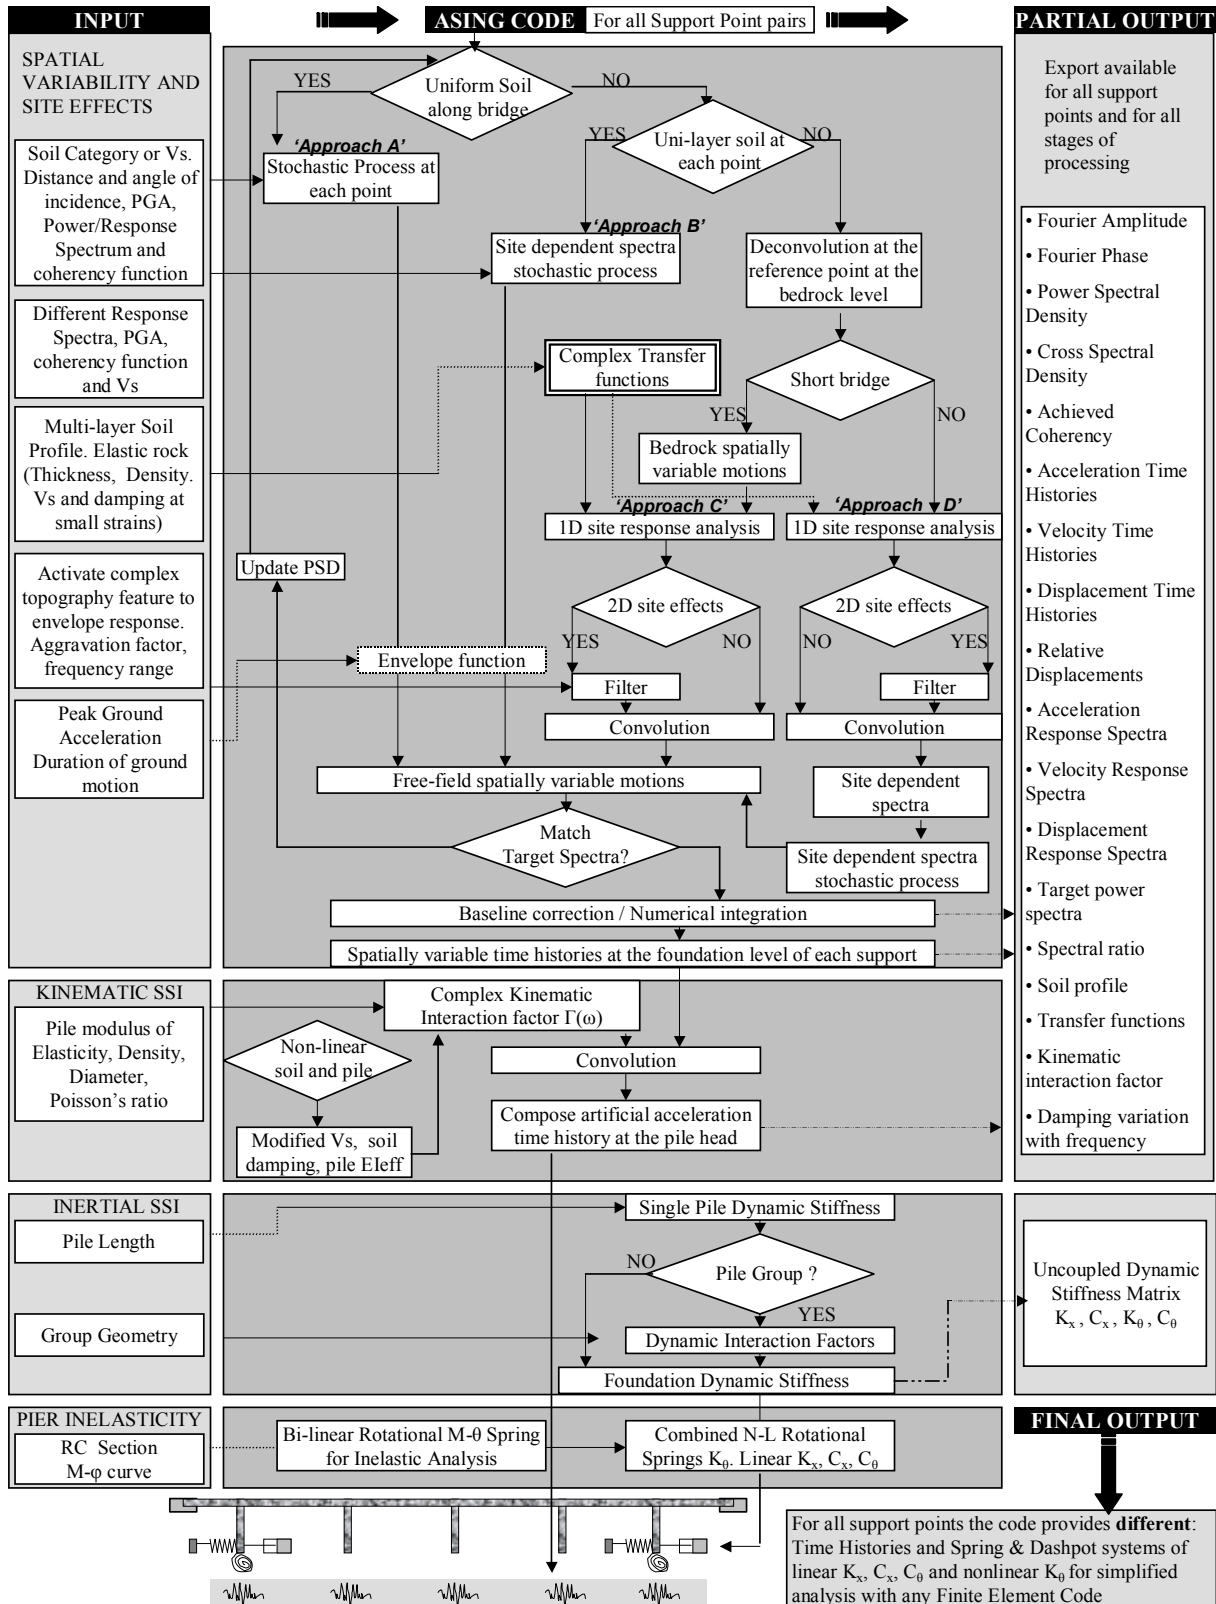 INPUT
ASING CODE
For all Support Point pairs
PARTIAL OUTPUT
SPATIAL
VARIABILITY AND
SITE EFFECTS
Soil Category or Vs.
Distance and angle of
incidence, PGA,
Power/Response
Spectrum and
coherency function
Different Response
Spectra, PGA,
coherency function
and Vs
Multi-layer Soil
Profile. Elastic rock
(Thickness, Density.
Vs and damping at
small strains)
Activate complex
topography feature to
envelope response.
Aggravation factor,
frequency range
Peak Ground
Acceleration
Duration of ground
motion
YES
Uniform Soil
along bridge
NO
YES
Uni-layer soil at
each point
NO
‘Approach A’
Stochastic Process at
each point
‘Approach B’
Site dependent spectra
stochastic process
Deconvolution at the
reference point at the
bedrock level
Complex Transfer
functions
Short bridge
YES
NO
Bedrock spatially
variable motions
‘Approach C’
1D site response analysis
‘Approach D’
1D site response analysis
Update PSD
2D site effects
YES
NO
2D site effects
NO
YES
Envelope function
Filter
Filter
Convolution
Convolution
Free-field spatially variable motions
Site dependent
spectra
Match
Target Spectra?
Site dependent spectra
stochastic process
Baseline correction / Numerical integration
Spatially variable time histories at the foundation level of each support
Export available
for all support
points and for all
stages of
processing
• Fourier Amplitude
• Fourier Phase
• Power Spectral
Density
• Cross Spectral
Density
• Achieved
Coherency
• Acceleration Time
Histories
• Velocity Time
Histories
• Displacement Time
Histories
• Relative
Displacements
• Acceleration
Response Spectra
• Velocity Response
Spectra
• Displacement
Response Spectra
• Target power
spectra
• Spectral ratio
• Soil profile
• Transfer functions
• Kinematic
interaction factor
• Damping variation
with frequency
KINEMATIC SSI
Pile modulus of
Elasticity, Density,
Diameter,
Poisson’s ratio
Complex Kinematic
Interaction factor Γ(ω)
Non-linear
soil and pile
Convolution
Modified Vs, soil
damping, pile EIeff
Compose artificial acceleration
time history at the pile head
INERTIAL SSI
Pile Length
Group Geometry
Single Pile Dynamic Stiffness
NO
Pile Group ?
YES
Dynamic Interaction Factors
Foundation Dynamic Stiffness
Uncoupled Dynamic
Stiffness Matrix
Kx , Cx , Kθ , Cθ
PIER INELASTICITY
RC Section
M-φ curve
Bi-linear Rotational M-θ Spring
for Inelastic Analysis
Combined N-L Rotational
Springs Kθ. Linear Kx, Cx, Cθ
FINAL OUTPUT
For all support points the code provides different:
Time Histories and Spring & Dashpot systems of
linear Kx, Cx, Cθ and nonlinear Kθ for simplified
analysis with any Finite Element Code